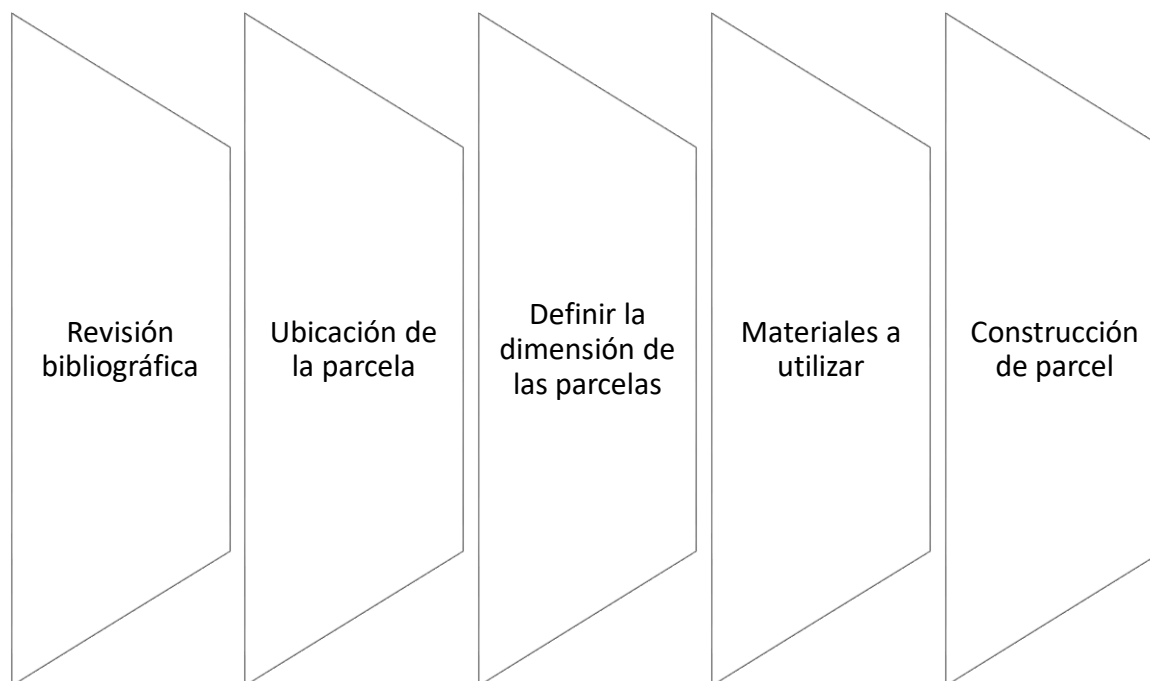 Revisión
bibliográfica
Ubicación de
la parcela
Definir la
dimensión de
las parcelas
Materiales a
utilizar
Construcción
de parcel